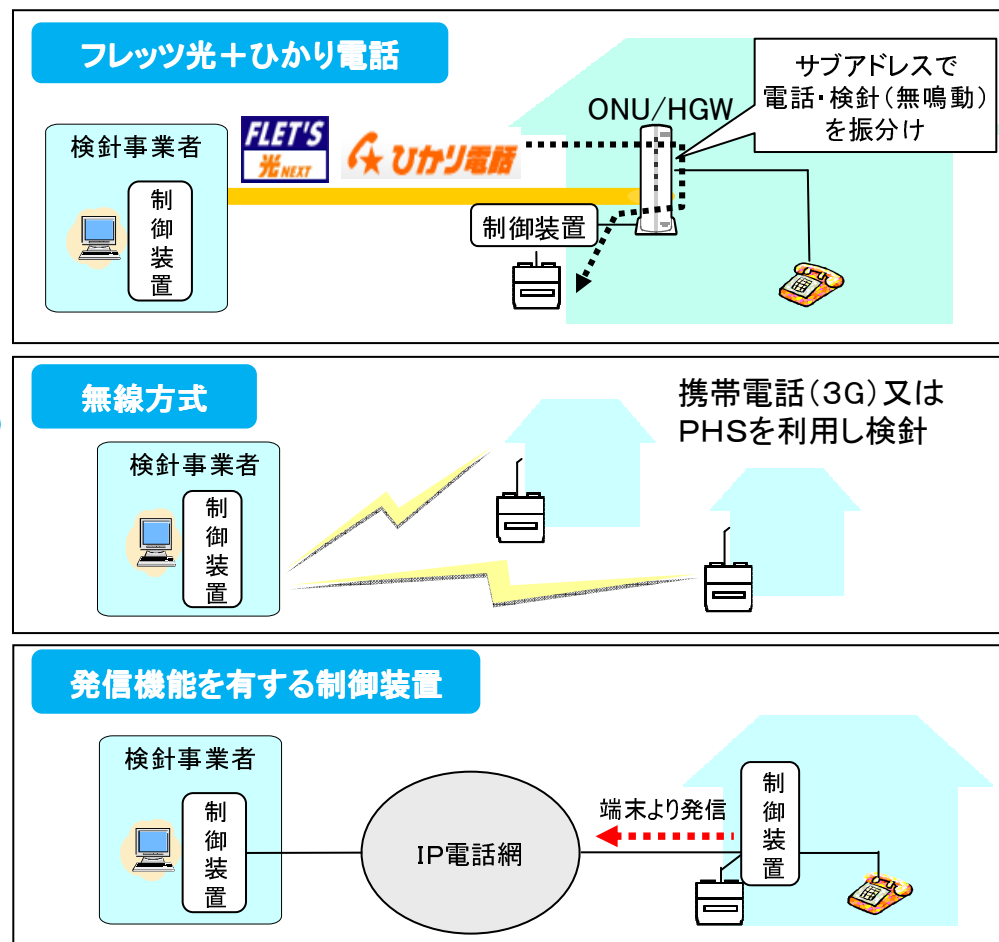 フレッツ光＋ひかり電話
サブアドレスで
電話・検針（無鳴動）
を振分け
ONU/HGW
検針事業者
制御装置
FLET'S
光NEXT
ひかり電話
制御装置
無線方式
携帯電話（3G）又は
PHSを利用し検針
検針事業者
制御装置
発信機能を有する制御装置
検針事業者
制御装置
IP電話網
端末より発信
制御装置